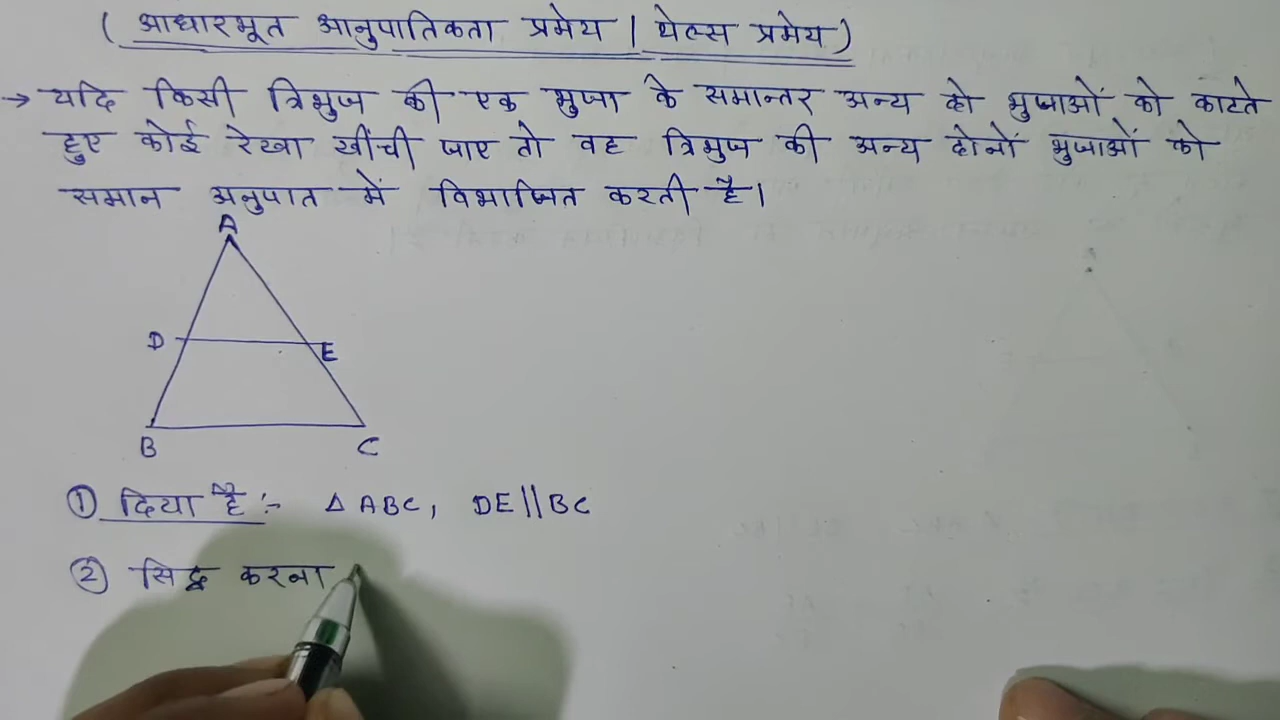 ( आधारभूत आनुपातिकता प्रमेय | थेल्स प्रमेय )
→ यदि किसी त्रिभुज की एक भुजा के समान्तर अन्य दो भुजाओं को काटते
हुए कोई रेखा खींची जाए तो वह त्रिभुज की अन्य दोनों भुजाओं को
समान अनुपात में विभाजित करती है।
A
D
E
B
C
① दिया है :- Δ ABC, DE||BC
② सिद्ध करना